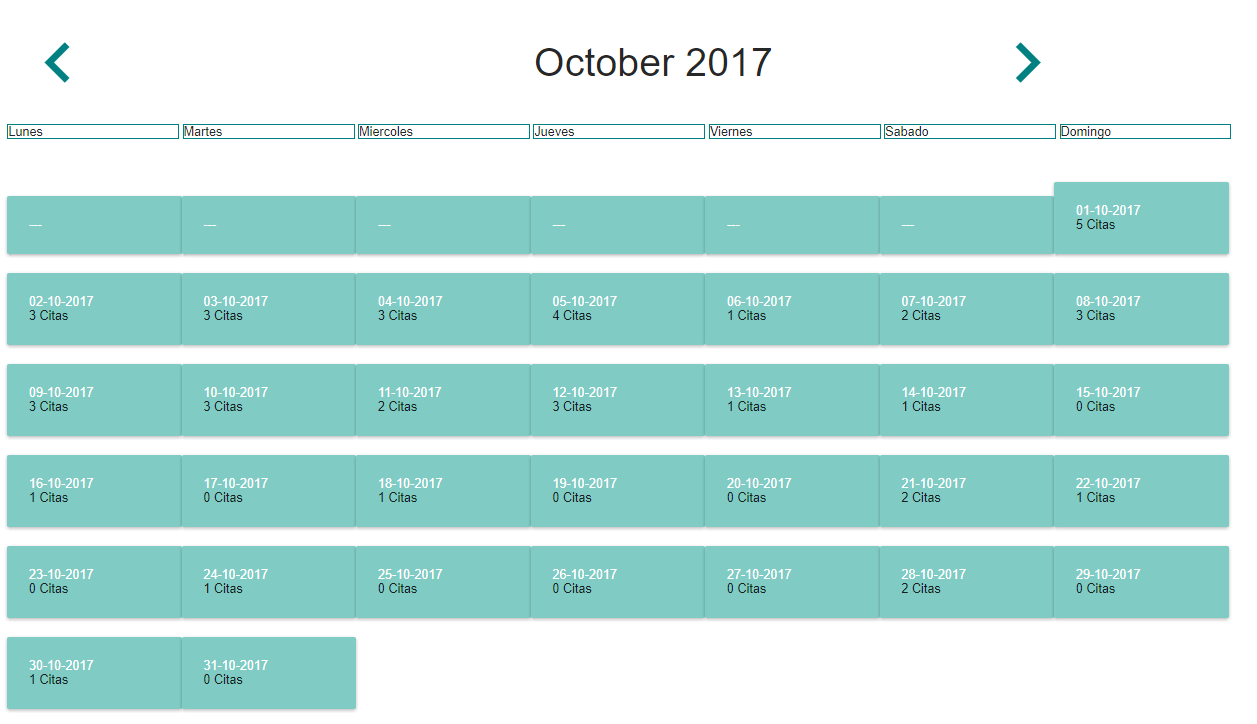 October 2017
Lunes Martes Miercoles Jueves Viernes Sabado Domingo
--- --- --- --- --- --- 01-10-2017
5 Citas
02-10-2017 03-10-2017 04-10-2017 05-10-2017 06-10-2017 07-10-2017 08-10-2017
3 Citas 3 Citas 3 Citas 4 Citas 1 Citas 2 Citas 3 Citas
09-10-2017 10-10-2017 11-10-2017 12-10-2017 13-10-2017 14-10-2017 15-10-2017
3 Citas 3 Citas 2 Citas 3 Citas 1 Citas 1 Citas 0 Citas
16-10-2017 17-10-2017 18-10-2017 19-10-2017 20-10-2017 21-10-2017 22-10-2017
1 Citas 0 Citas 1 Citas 0 Citas 0 Citas 2 Citas 1 Citas
23-10-2017 24-10-2017 25-10-2017 26-10-2017 27-10-2017 28-10-2017 29-10-2017
0 Citas 1 Citas 0 Citas 0 Citas 0 Citas 2 Citas 0 Citas
30-10-2017 31-10-2017
1 Citas 0 Citas